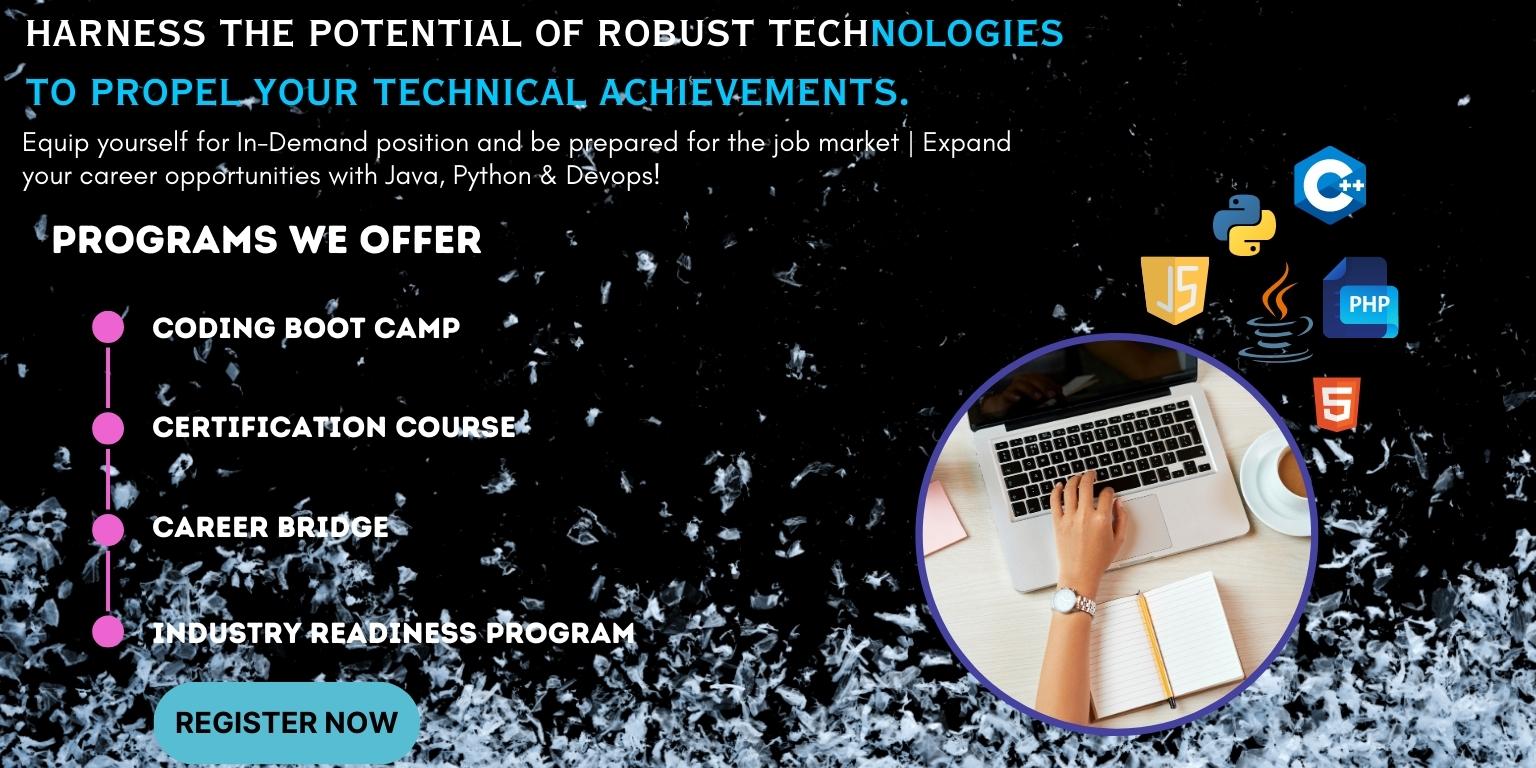 HARNESS THE POTENTIAL OF ROBUST TECHNOLOGIES
TO PROPEL YOUR TECHNICAL ACHIEVEMENTS.
Equip yourself for In-Demand position and be prepared for the job market | Expand
your career opportunities with Java, Python & Devops!
PROGRAMS WE OFFER
CODING BOOT CAMP
CERTIFICATION COURSE
CAREER BRIDGE
INDUSTRY READINESS PROGRAM
REGISTER NOW
C++
JS
PHP
5